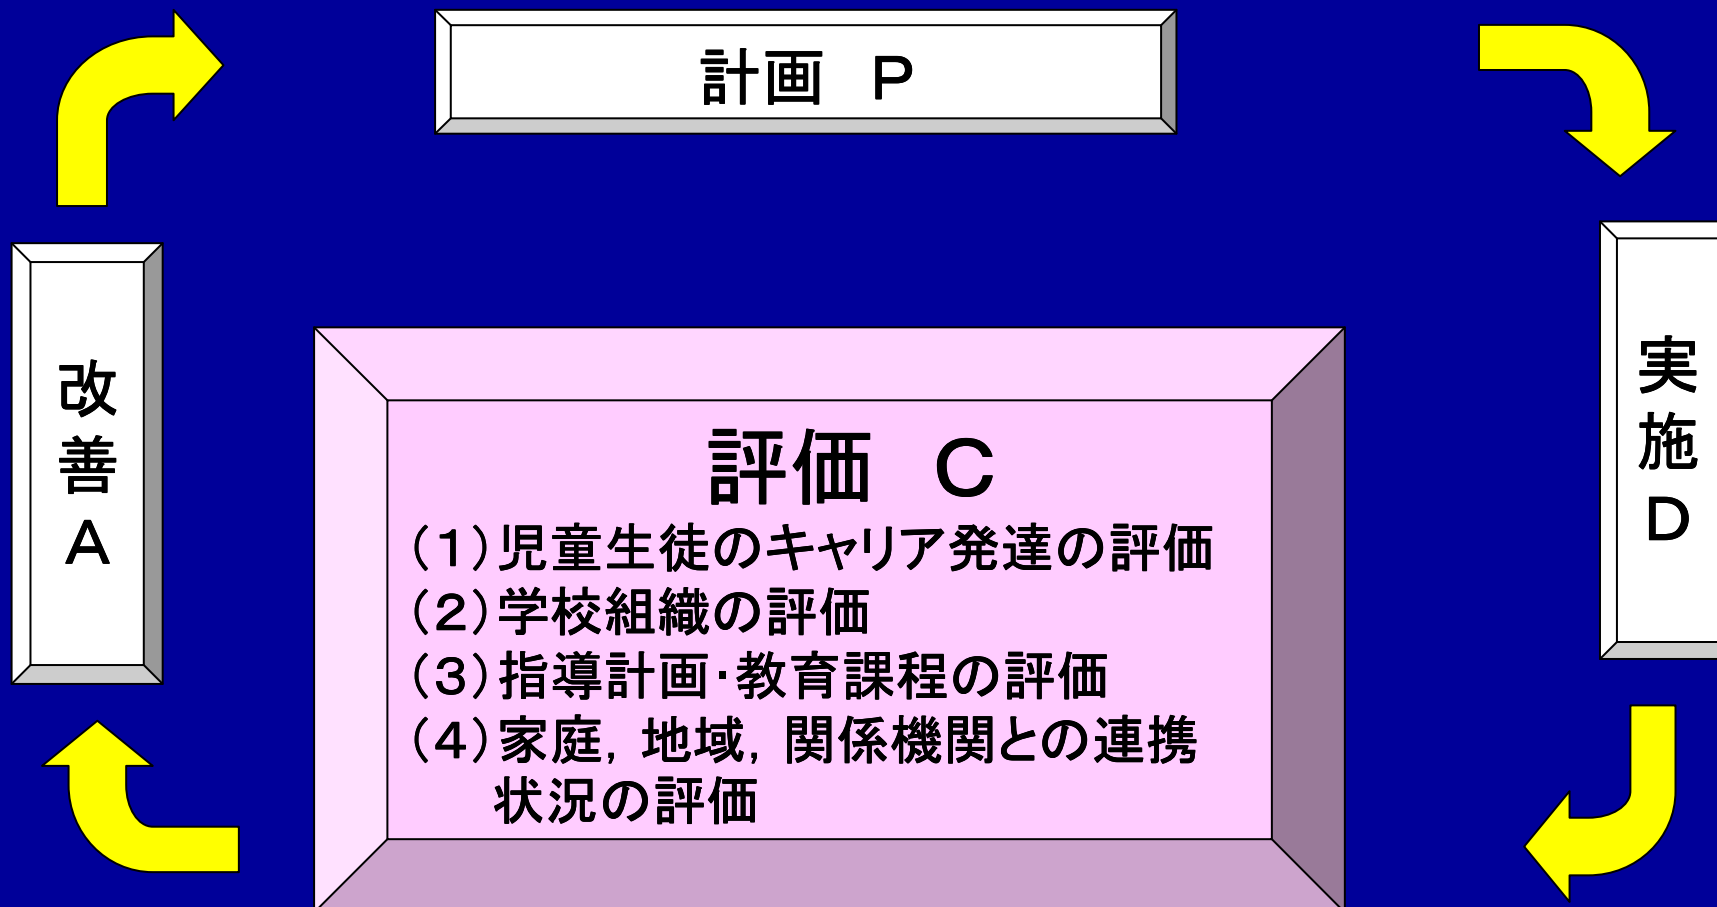 計画　Ｐ
改善Ａ
実施Ｄ
評価　Ｃ
（１）児童生徒のキャリア発達の評価
（２）学校組織の評価
（３）指導計画・教育課程の評価
（４）家庭，地域，関係機関との連携
状況の評価